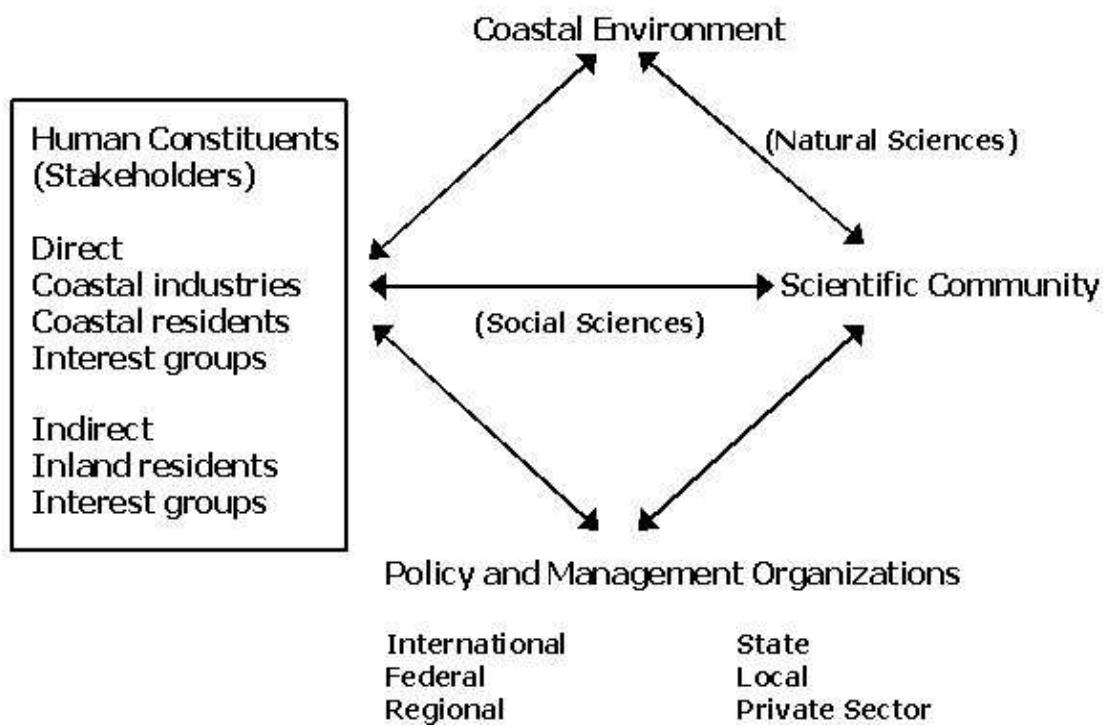 Coastal Environment
Human Constituents
(Stakeholders)
Direct
Coastal industries
Coastal residents
Interest groups
Indirect
Inland residents
Interest groups
(Natural Sciences)
(Social Sciences)
Scientific Community
Policy and Management Organizations
International
Federal
Regional
State
Local
Private Sector